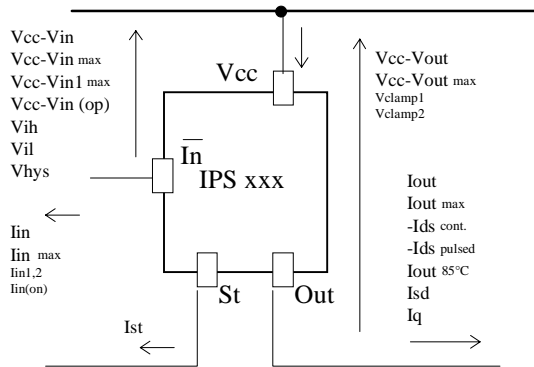 Vcc-Vin
Vcc-Vin max
Vcc-Vin1 max
Vcc-Vin (op)
Vih
Vil
Vhys
Iin
Iin max
Iin1,2
Iin(on)
Vcc
In
IPS xxx
St
Out
Ist
Vcc-Vout
Vcc-Vout max
Vclamp1
Vclamp2
Iout
Iout max
-Ids cont.
-Ids pulsed
Iout 85°C
Isd
Iq